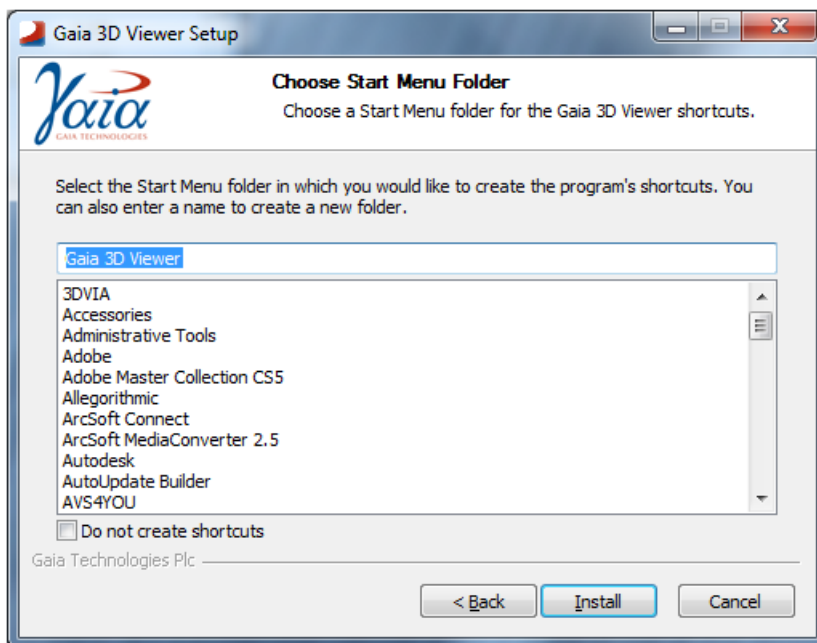 Gaia 3D Viewer Setup
Gaia
GAIA TECHNOLOGIES
Choose Start Menu Folder
Choose a Start Menu folder for the Gaia 3D Viewer shortcuts.
Select the Start Menu folder in which you would like to create the program's shortcuts. You
can also enter a name to create a new folder.
Gaia 3D Viewer
3DVIA
Accessories
Administrative Tools
Adobe
Adobe Master Collection CS5
Allegorithmic
ArcSoft Connect
ArcSoft MediaConverter 2.5
Autodesk
AutoUpdate Builder
AVS4YOU
Do not create shortcuts
Gaia Technologies Plc
< Back
Install
Cancel